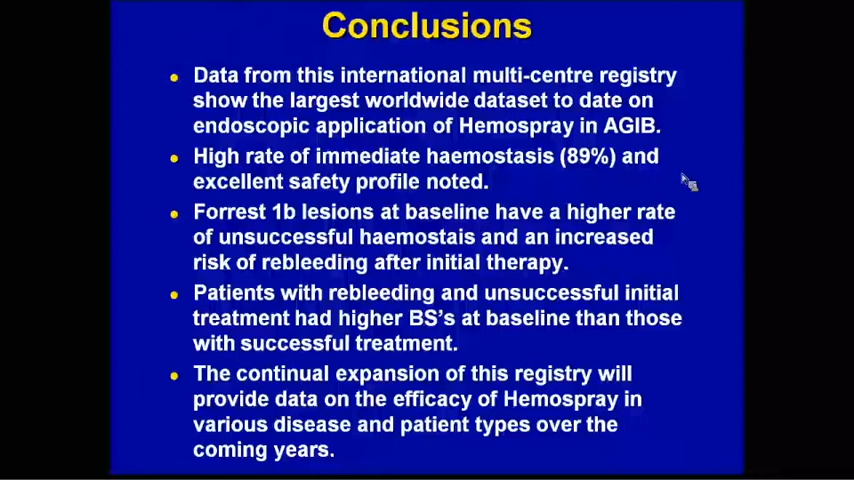 Conclusions
Data from this international multi-centre registry
show the largest worldwide dataset to date on
endoscopic application of Hemospray in AGIB.
High rate of immediate haemostasis (89%) and
excellent safety profile noted.
Forrest 1b lesions at baseline have a higher rate
of unsuccessful haemostais and an increased
risk of rebleeding after initial therapy.
Patients with rebleeding and unsuccessful initial
treatment had higher BS's at baseline than those
with successful treatment.
The continual expansion of this registry will
provide data on the efficacy of Hemospray in
various disease and patient types over the
coming years.